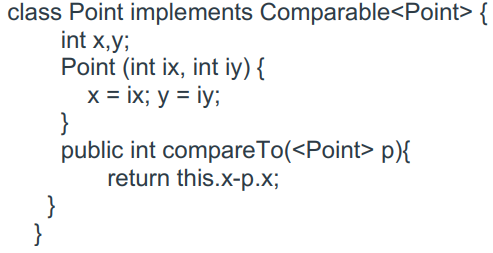 class Point implements Comparable<Point> {
int x,y;
Point (int ix, int iy) {
x = ix; y = iy;
}
public int compareTo(<Point> p){
return this.x-p.x;
}
}